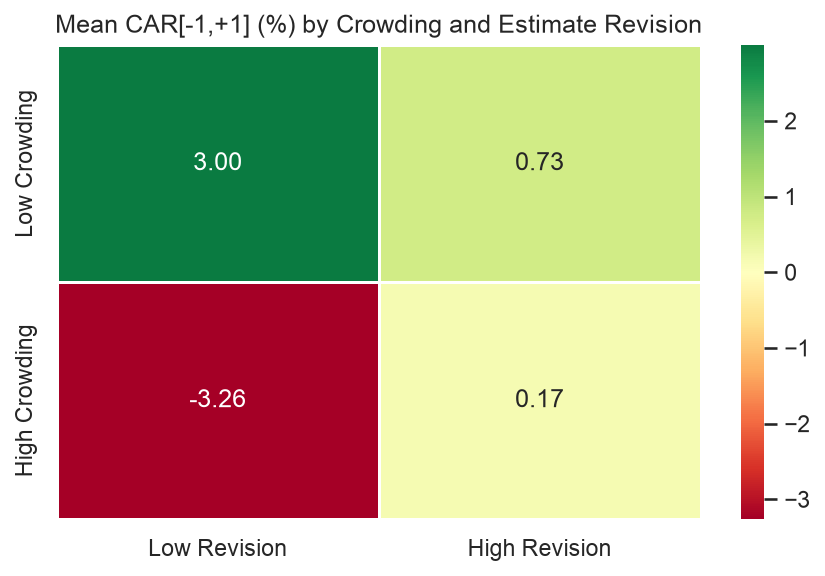 Mean CAR[-1,+1] (%) by Crowding and Estimate Revision
Low Crowding
3.00
0.73
High Crowding
-3.26
0.17
Low Revision
High Revision
2
1
0
−1
−2
−3